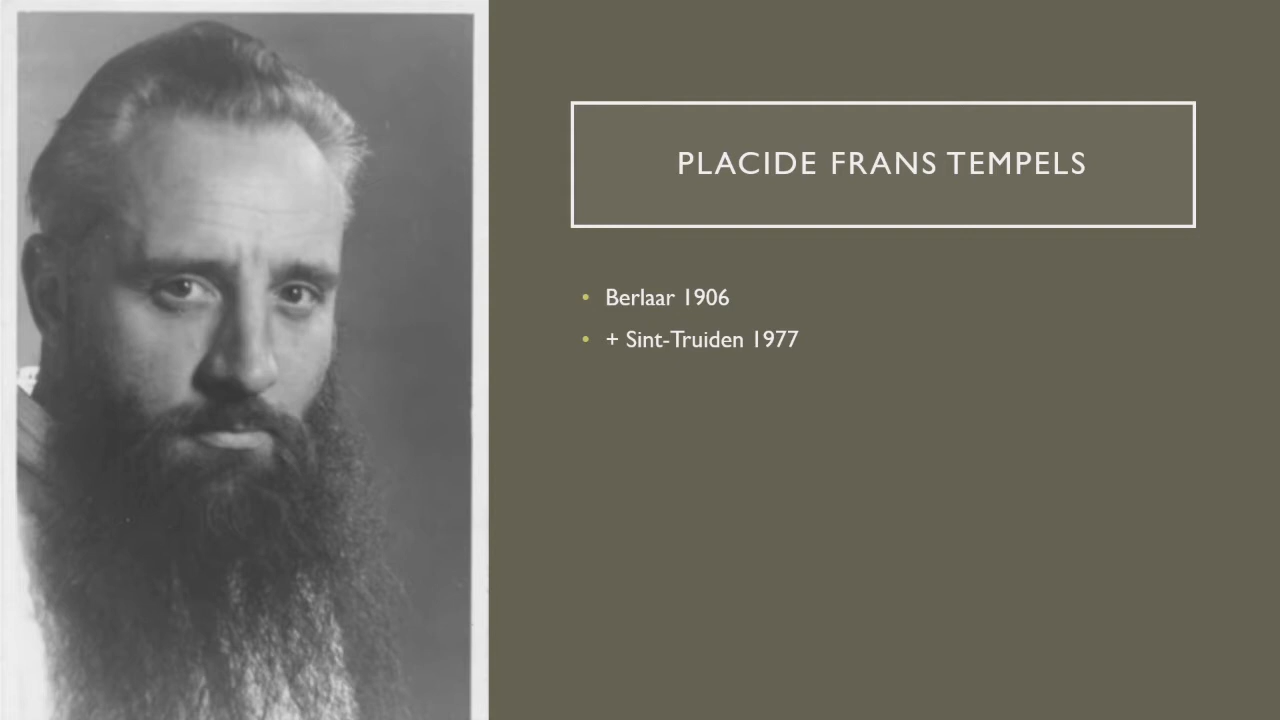 PLACIDE FRANS TEMPELS
• Berlaar 1906
• + Sint-Truiden 1977